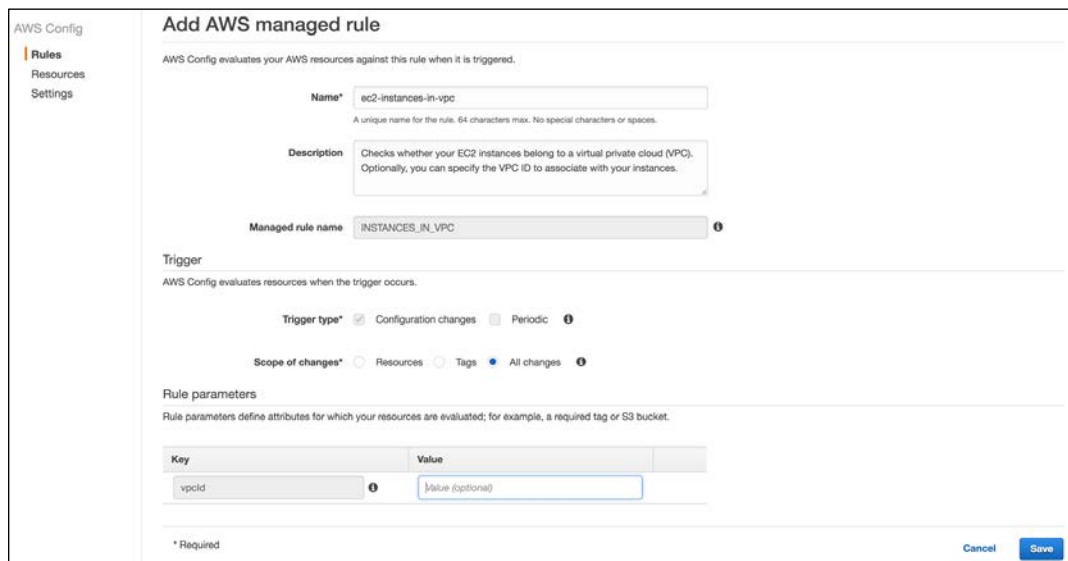 AWS Config
Rules
Resources
Settings
Add AWS managed rule
AWS Config evaluates your AWS resources against this rule when it is triggered.
Name* ec2-instances-in-vpc
A unique name for the rule. 64 characters max. No special characters or spaces.
Description Checks whether your EC2 instances belong to a virtual private cloud (VPC).
Optionally, you can specify the VPC ID to associate with your instances.
Managed rule name INSTANCES_IN_VPC
Trigger
AWS Config evaluates resources when the trigger occurs.
Trigger type* Configuration changes Periodic
Scope of changes* Resources Tags All changes
Rule parameters
Rule parameters define attributes for which your resources are evaluated; for example, a required tag or S3 bucket.
Key Value
vpcId Value (optional)
* Required Cancel Save